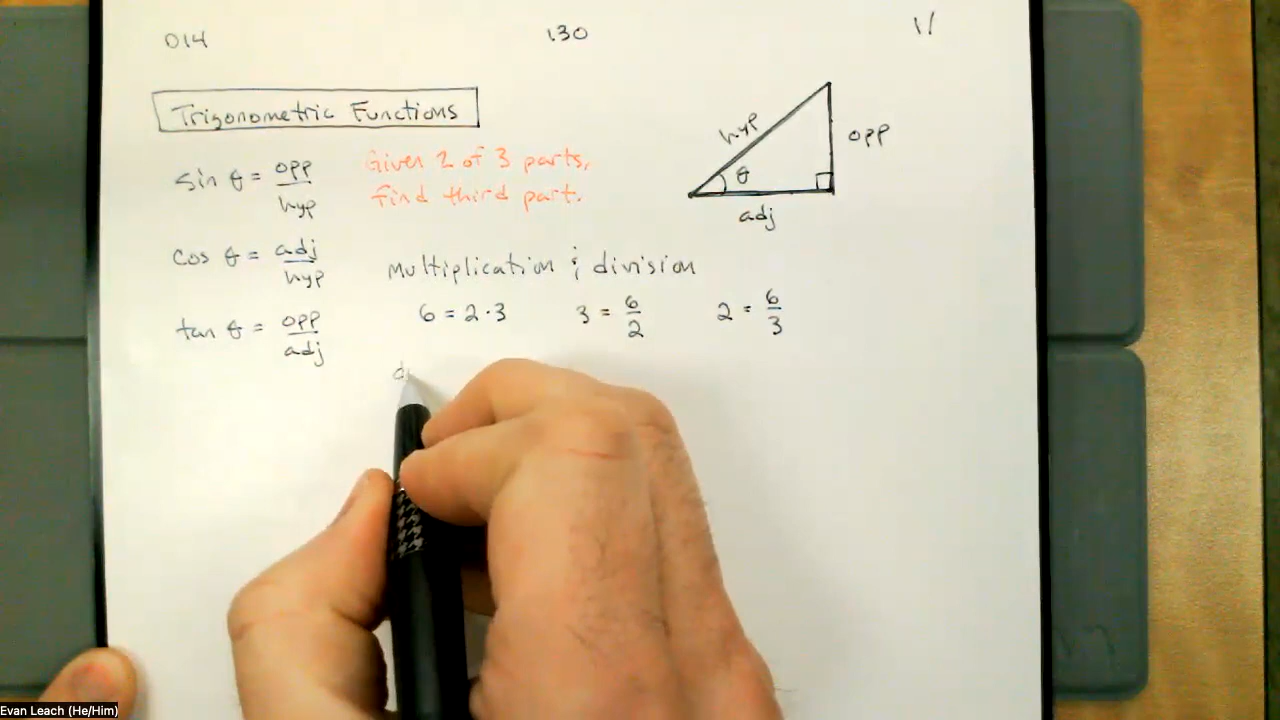 014 130 1/
Trigonometric Functions
sin θ = opp/hyp
Given 2 of 3 parts,
find third part.
hyp
opp
θ
adj
cos θ = adj/hyp
multiplication & division
6 = 2 · 3 3 = 6/2 2 = 6/3
tan θ = opp/adj
Evan Leach (He/Him)